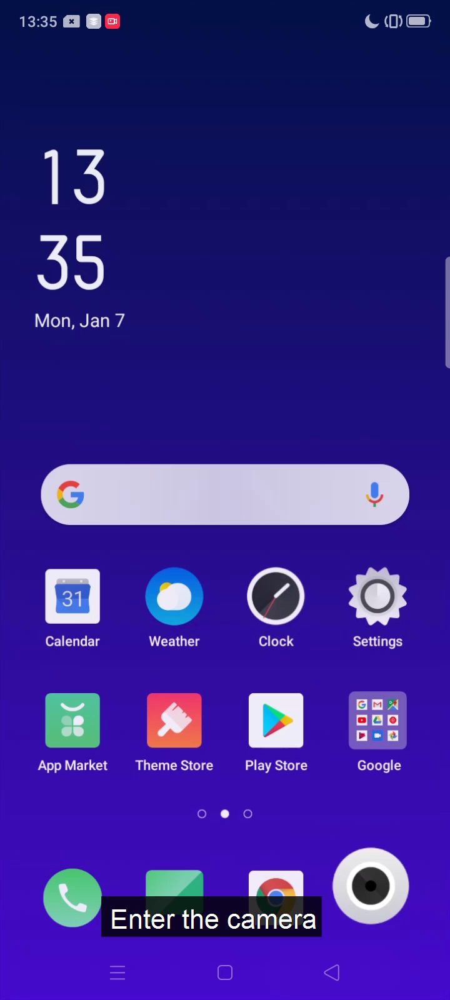 13:35
13
35
Mon, Jan 7
31
Calendar Weather Clock Settings
App Market Theme Store Play Store Google
Enter the camera